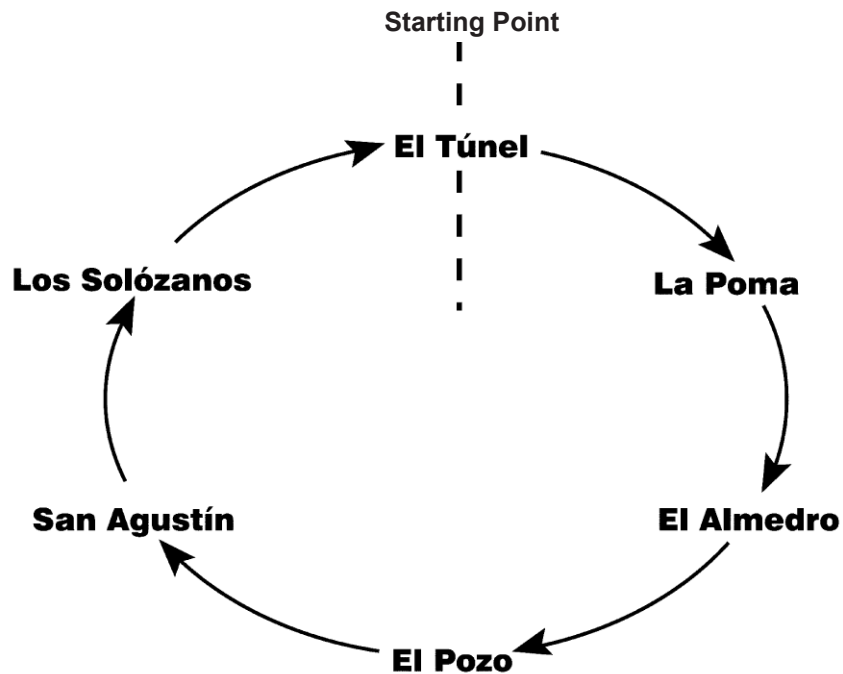 Starting Point
El Túnel
La Poma
El Almedro
El Pozo
San Agustín
Los Solózanos